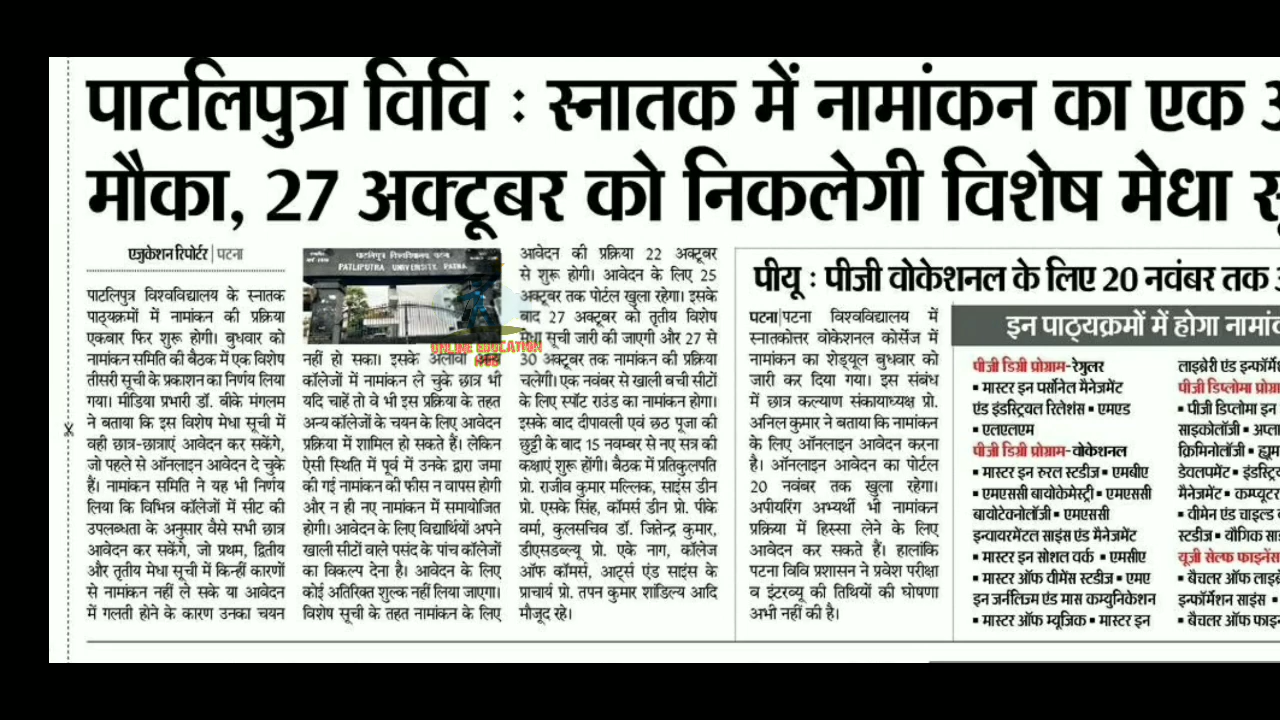 पाटलिपुत्र विवि : स्नातक में नामांकन का एक
मौका, 27 अक्टूबर को निकलेगी विशेष मेधा
एजुकेशन रिपोर्टर | पटना
पाटलिपुत्र विश्वविद्यालय के स्नातक
पाठ्यक्रमों में नामांकन की प्रक्रिया
एकबार फिर शुरू होगी। बुधवार को
नामांकन समिति की बैठक में एक विशेष
तीसरी सूची के प्रकाशन का निर्णय लिया
गया। मीडिया प्रभारी डॉ. बीके मंगलम
ने बताया कि इस विशेष मेधा सूची में
वही छात्र-छात्राएं आवेदन कर सकेंगे,
जो पहले से ऑनलाइन आवेदन दे चुके
हैं। नामांकन समिति ने यह भी निर्णय
लिया कि विभिन्न कॉलेजों में सीट की
उपलब्धता के अनुसार वैसे सभी छात्र
आवेदन कर सकेंगे, जो प्रथम, द्वितीय
और तृतीय मेधा सूची में किन्हीं कारणों
से नामांकन नहीं ले सके या आवेदन
में गलती होने के कारण उनका चयन
पाटलिपुत्र विश्वविद्यालय पटना
PATLIPUTRA UNIVERSITY PATNA
ONLINE EDUCATION
HUB
नहीं हो सका। इसके अलावा अन्य
कॉलेजों में नामांकन ले चुके छात्र भी
यदि चाहें तो वे भी इस प्रक्रिया के तहत
अन्य कॉलेजों के चयन के लिए आवेदन
प्रक्रिया में शामिल हो सकते हैं। लेकिन
ऐसी स्थिति में पूर्व में उनके द्वारा जमा
की गई नामांकन की फीस न वापस होगी
और न ही नए नामांकन में समायोजित
होगी। आवेदन के लिए विद्यार्थियों अपने
खाली सीटों वाले पसंद के पांच कॉलेजों
का विकल्प देना है। आवेदन के लिए
कोई अतिरिक्त शुल्क नहीं लिया जाएगा।
विशेष सूची के तहत नामांकन के लिए
आवेदन की प्रक्रिया 22 अक्टूबर
से शुरू होगी। आवेदन के लिए 25
अक्टूबर तक पोर्टल खुला रहेगा। इसके
बाद 27 अक्टूबर को तृतीय विशेष
मेधा सूची जारी की जाएगी और 27 से
30 अक्टूबर तक नामांकन की प्रक्रिया
चलेगी। एक नवंबर से खाली बची सीटों
के लिए स्पॉट राउंड का नामांकन होगा।
इसके बाद दीपावली एवं छठ पूजा की
छुट्टी के बाद 15 नवम्बर से नए सत्र की
कक्षाएं शुरू होंगी। बैठक में प्रतिकुलपति
प्रो. राजीव कुमार मल्लिक, साइंस डीन
प्रो. एसके सिंह, कॉमर्स डीन प्रो. पीके
वर्मा, कुलसचिव डॉ. जितेन्द्र कुमार,
डीएसडब्ल्यू प्रो. एके नाग, कॉलेज
ऑफ कॉमर्स, आर्ट्स एंड साइंस के
प्राचार्य प्रो. तपन कुमार शांडिल्य आदि
मौजूद रहे।
पीयू : पीजी वोकेशनल के लिए 20 नवंबर तक
पटना|पटना विश्वविद्यालय में
स्नातकोत्तर वोकेशनल कोर्सेज में
नामांकन का शेड्यूल बुधवार को
जारी कर दिया गया। इस संबंध
में छात्र कल्याण संकायाध्यक्ष प्रो.
अनिल कुमार ने बताया कि नामांकन
के लिए ऑनलाइन आवेदन करना
है। ऑनलाइन आवेदन का पोर्टल
20 नवंबर तक खुला रहेगा।
अपीयरिंग अभ्यर्थी भी नामांकन
प्रक्रिया में हिस्सा लेने के लिए
आवेदन कर सकते हैं। हालांकि
पटना विवि प्रशासन ने प्रवेश परीक्षा
व इंटरव्यू की तिथियों की घोषणा
अभी नहीं की है।
इन पाठ्यक्रमों में होगा
पीजी डिग्री प्रोग्राम-रेगुलर
▪ मास्टर इन पर्सोनेल मैनेजमेंट
एंड इंडस्ट्रियल रिलेशंस ▪ एमएड
▪ एलएलएम
पीजी डिग्री प्रोग्राम-वोकेशनल
▪ मास्टर इन रुरल स्टडीज ▪ एमबीए
▪ एमएससी बायोकेमेस्ट्री ▪ एमएससी
बायोटेक्नोलॉजी ▪ एमएससी
इन्वायरमेंटल साइंस एंड मैनेजमेंट
▪ मास्टर इन सोशल वर्क ▪ एमसीए
▪ मास्टर ऑफ वीमेंस स्टडीज ▪ एमए
इन जर्नलिज्म एंड मास कम्युनिकेशन
▪ मास्टर ऑफ म्यूजिक ▪ मास्टर इन
लाइब्रेरी एंड
पीजी डिप्लोमा
▪ पीजी डिप्लोमा इन
साइकोलॉजी ▪
क्रिमिनोलॉजी ▪
डेवलपमेंट ▪
मैनेजमेंट ▪ कम्प्यूटर
▪ वीमेन एंड चाइल्ड
स्टडीज ▪ यौगिक
यूजी सेल्फ
▪ बैचलर ऑफ
इन्फॉर्मेशन साइंस ▪
▪ बैचलर ऑफ